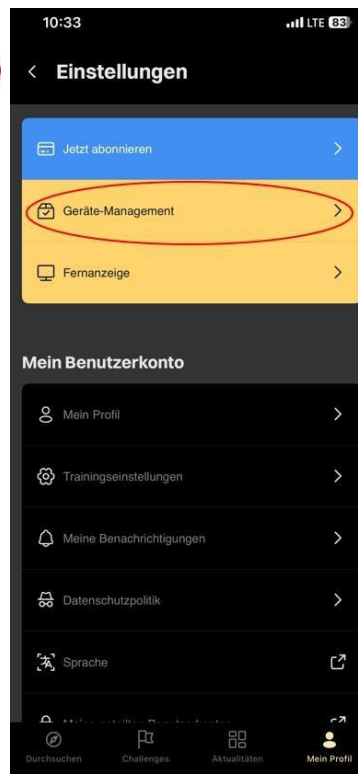 10:33
LTE 83
Einstellungen
Jetzt abonnieren
Geräte-Management
Fernanzeige
Mein Benutzerkonto
Mein Profil
Trainingseinstellungen
Meine Benachrichtigungen
Datenschutzpolitik
Sprache
Durchsuchen
Challenges
Aktualitäten
Mein Profil